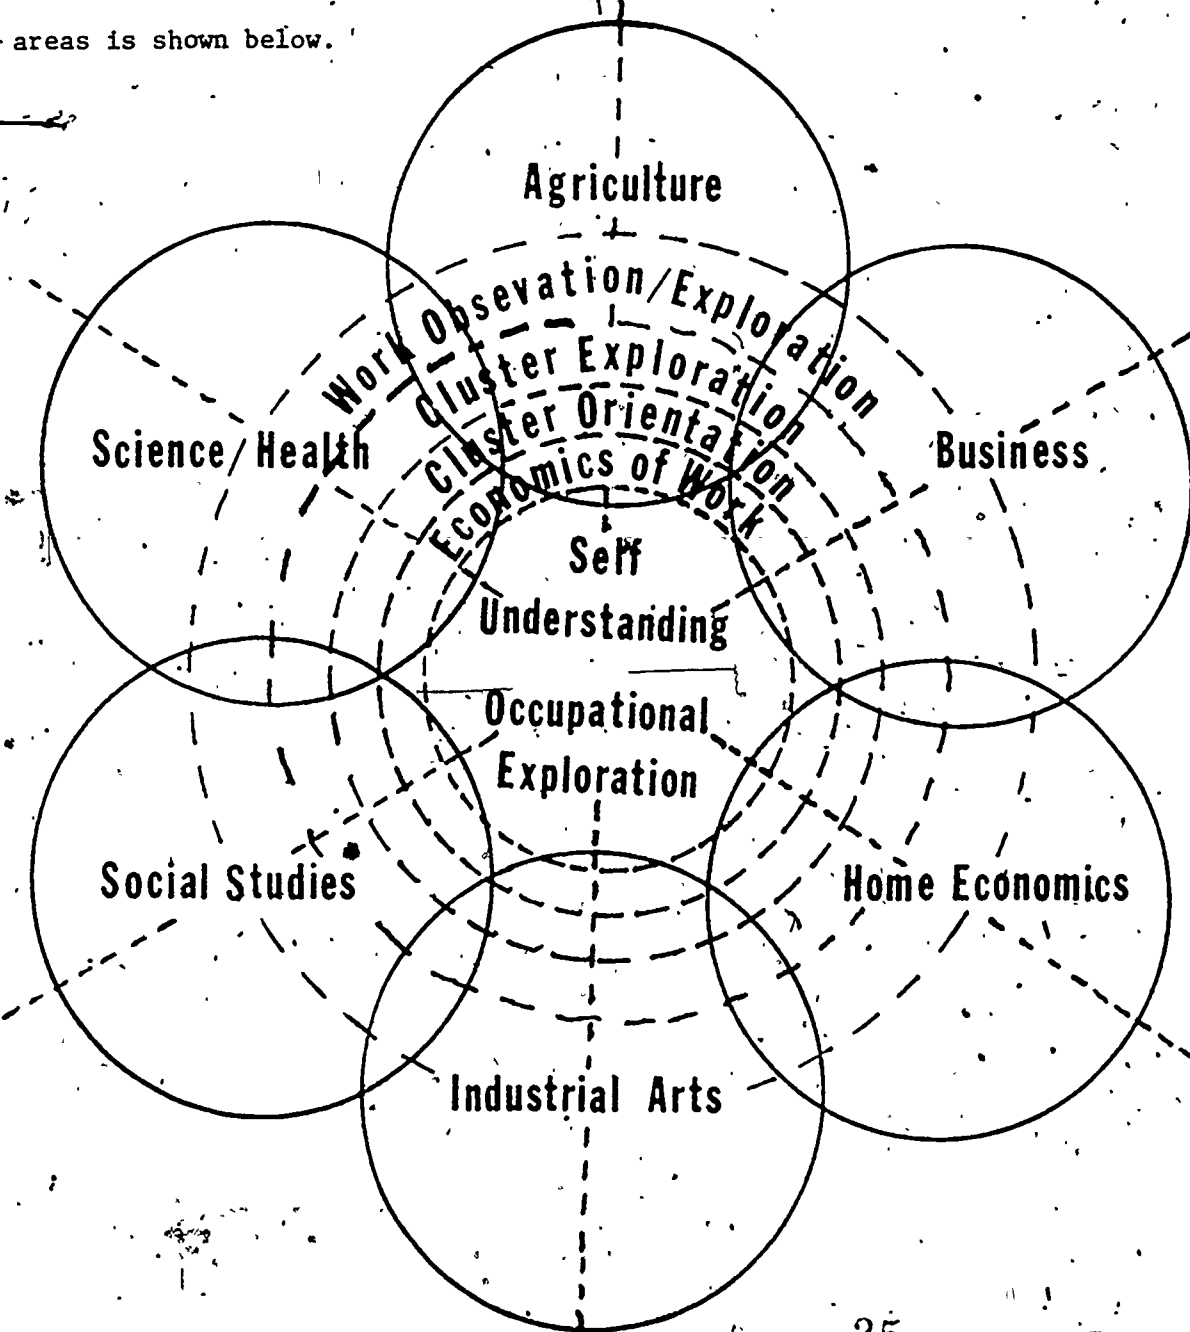 areas is shown below.
Agriculture
Work Obsevation/Exploration
Cluster Exploration
Cluster Orientation
Economics of Work
Science/Health
Business
Self
Understanding
Occupational
Exploration
Social Studies
Home Economics
Industrial Arts